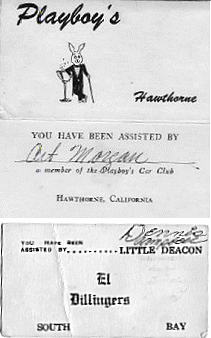 Playboy's
Hawthorne
YOU HAVE BEEN ASSISTED BY
Art Morgan
a member of the Playboy's Car Club
HAWTHORNE, CALIFORNIA
Dennis
YOU HAVE BEEN
ASSISTED BY..........LITTLE DEACON
El
Dillingers
SOUTH BAY